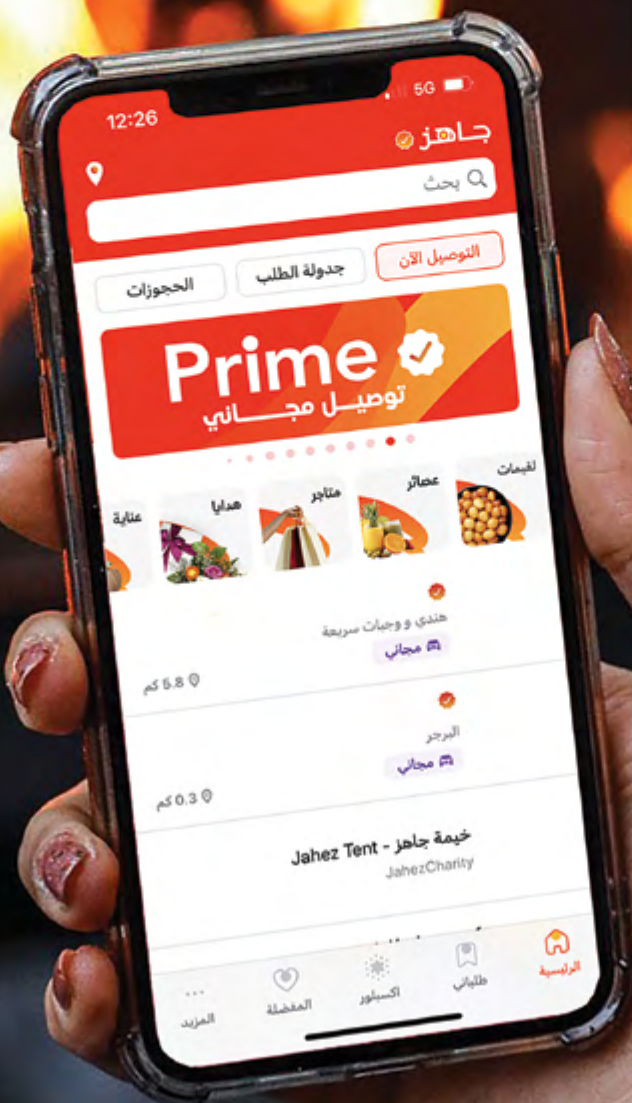 12:26
5G
جاهز
بحث
التوصيل الآن
جدولة الطلب
الحجوزات
Prime
توصيل مجاني
لقيمات
عصائر
متاجر
هدايا
عناية
هندي و وجبات سريعة
مجاني
5.8 كم
البرجر
مجاني
0.3 كم
خيمة جاهز - Jahez Tent
JahezCharity
الرئيسية
طلباتي
اكسبلور
المفضلة
المزيد